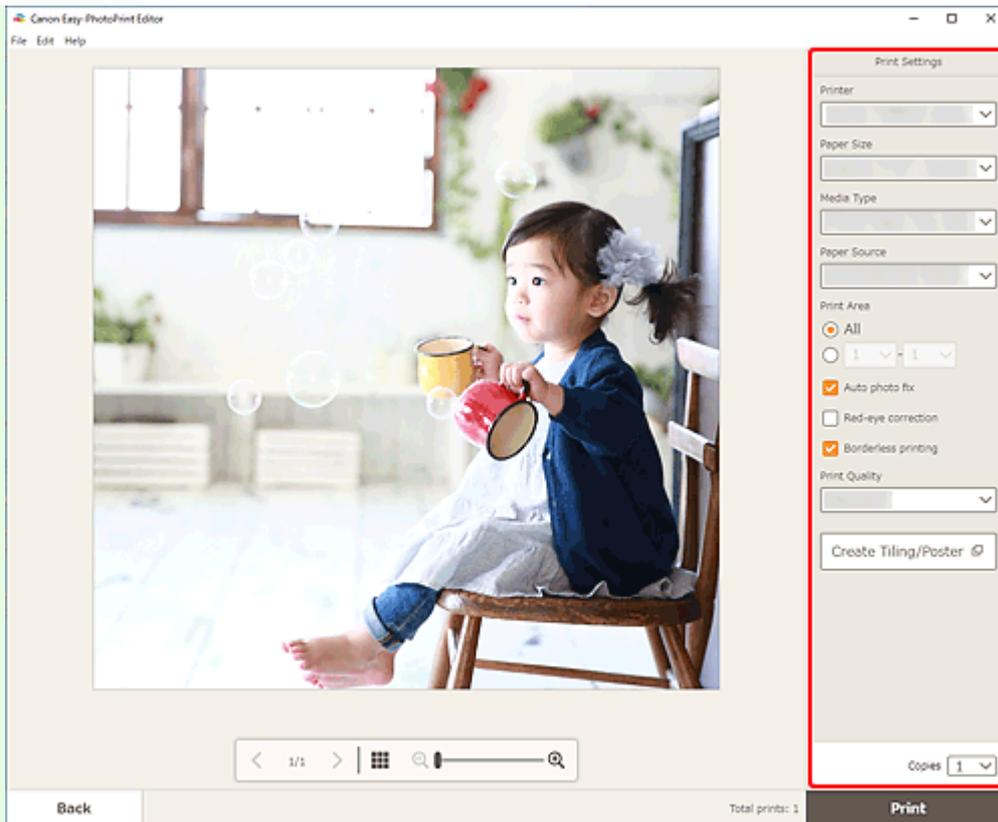 Canon Easy-PhotoPrint Editor
File Edit Help
Print Settings
Printer
Paper Size
Media Type
Paper Source
Print Area
All
1 - 1
Auto photo fix
Red-eye correction
Borderless printing
Print Quality
Create Tiling/Poster
1/1
Copies 1
Back
Total prints: 1
Print